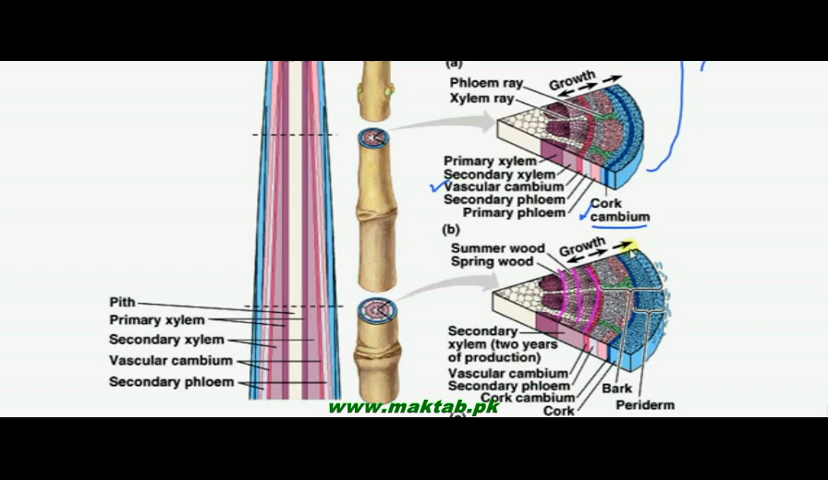 (a)
Phloem ray
Xylem ray
Growth
Primary xylem
Secondary xylem
Vascular cambium
Secondary phloem
Primary phloem
Cork
cambium
(b)
Summer wood
Spring wood
Growth
Pith
Primary xylem
Secondary xylem
Vascular cambium
Secondary phloem
Secondary
xylem (two years
of production)
Vascular cambium
Secondary phloem
Cork cambium
Cork
Bark
Periderm
www.maktab.pk